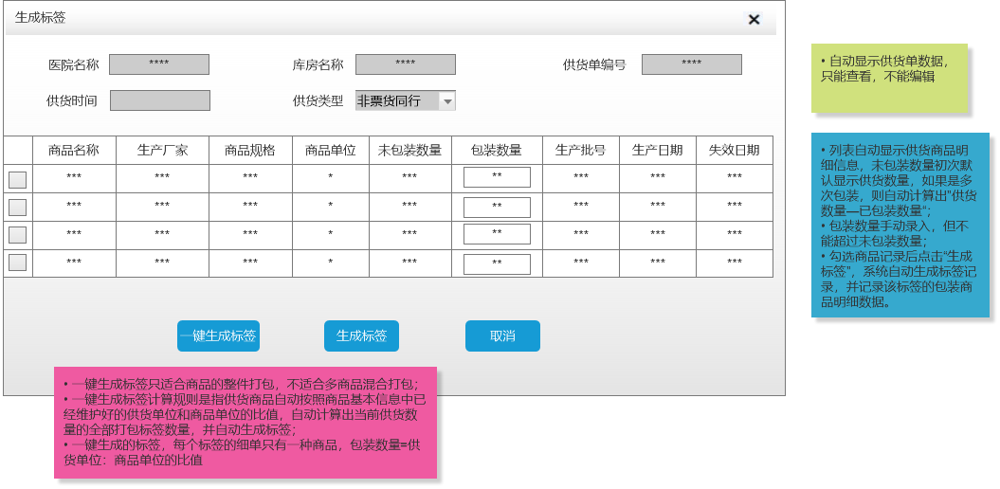 生成标签
医院名称 **** 库房名称 **** 供货单编号 ****
供货时间 供货类型 非票货同行
商品名称 生产厂家 商品规格 商品单位 未包装数量 包装数量 生产批号 生产日期 失效日期
*** *** *** * *** ** *** *** ***
*** *** *** * *** ** *** *** ***
*** *** *** * *** ** *** *** ***
*** *** *** * *** ** *** *** ***
一键生成标签 生成标签 取消
• 一键生成标签只适合商品的整件打包，不适合多商品混合打包；
• 一键生成标签计算规则是指供货商品自动按照商品基本信息中已
经维护好的供货单位和商品单位的比值，自动计算出当前供货数
量的全部打包标签数量，并自动生成标签；
• 一键生成的标签，每个标签的细单只有一种商品，包装数量=供
货单位：商品单位的比值
• 自动显示供货单数据，
只能查看，不能编辑
• 列表自动显示供货商品明
细信息，未包装数量初次默
认显示供货数量，如果是多
次包装，则自动计算出"供货
数量—已包装数量"；
• 包装数量手动录入，但不
能超过未包装数量；
• 勾选商品记录后点击"生成
标签"，系统自动生成标签记
录，并记录该标签的包装商
品明细数据。